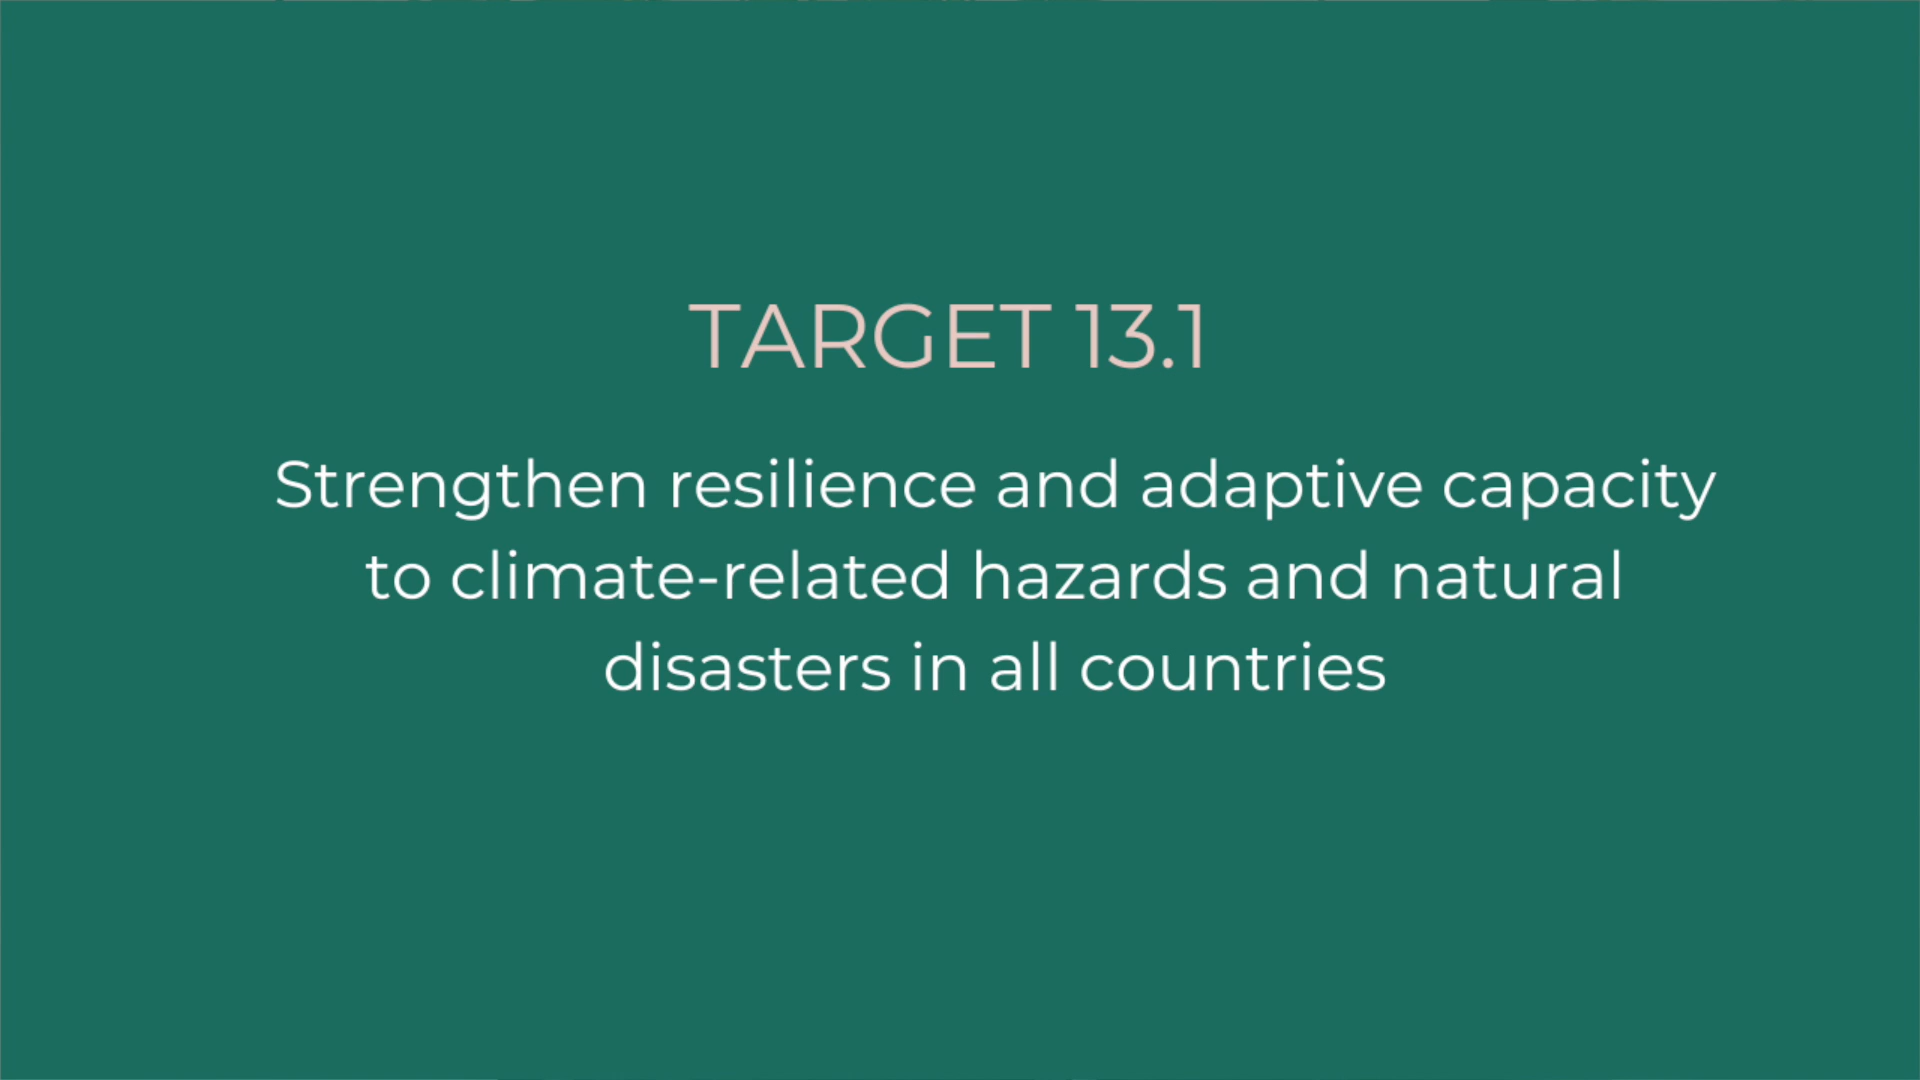 TARGET 13.1
Strengthen resilience and adaptive capacity
to climate-related hazards and natural
disasters in all countries